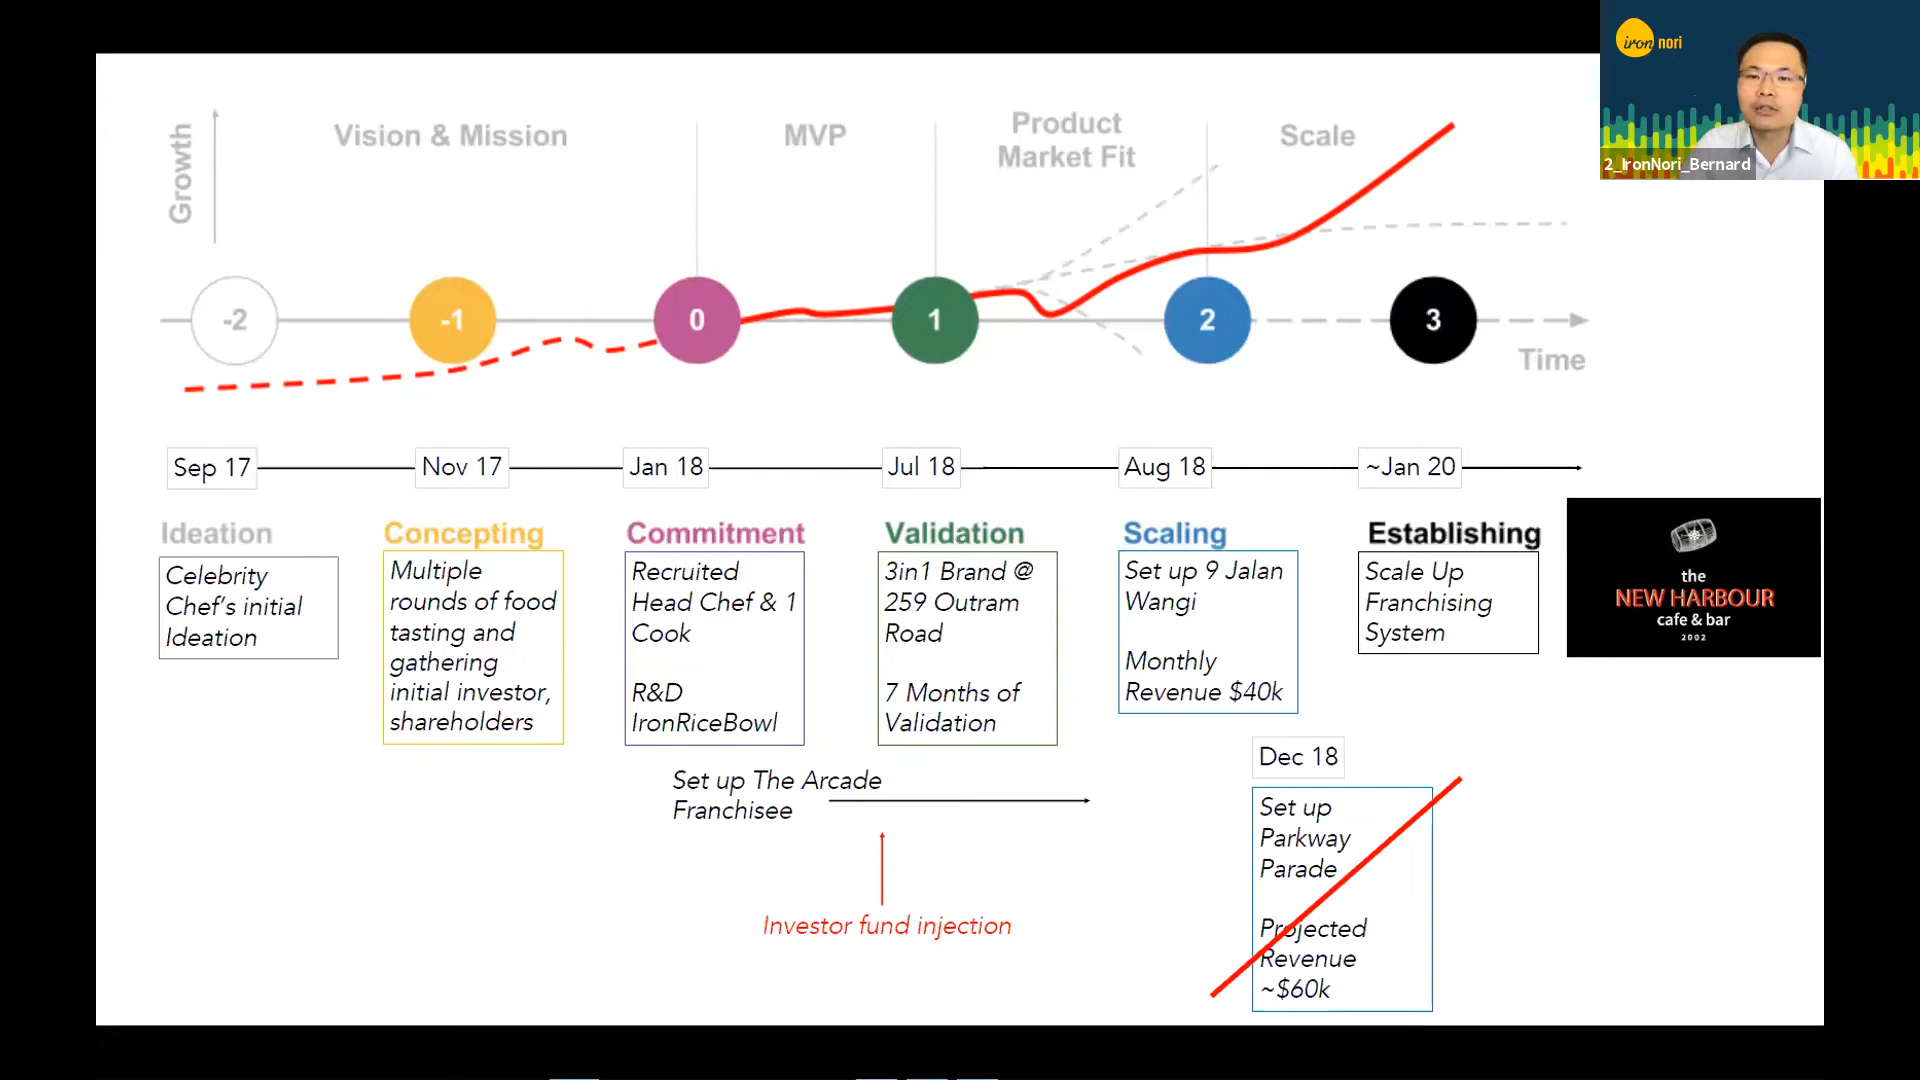 iron nori
2_IronNori_Bernard
Growth
Vision & Mission
MVP
Product
Market Fit
Scale
-2
-1
0
1
2
3
Time
Sep 17
Nov 17
Jan 18
Jul 18
Aug 18
~Jan 20
Ideation
Celebrity
Chef's initial
Ideation
Concepting
Multiple
rounds of food
tasting and
gathering
initial investor,
shareholders
Commitment
Recruited
Head Chef & 1
Cook
R&D
IronRiceBowl
Validation
3in1 Brand @
259 Outram
Road
7 Months of
Validation
Scaling
Set up 9 Jalan
Wangi
Monthly
Revenue $40k
Establishing
Scale Up
Franchising
System
the
NEW HARBOUR
cafe & bar
2002
Set up The Arcade
Franchisee
Investor fund injection
Dec 18
Set up
Parkway
Parade
Projected
Revenue
~$60k